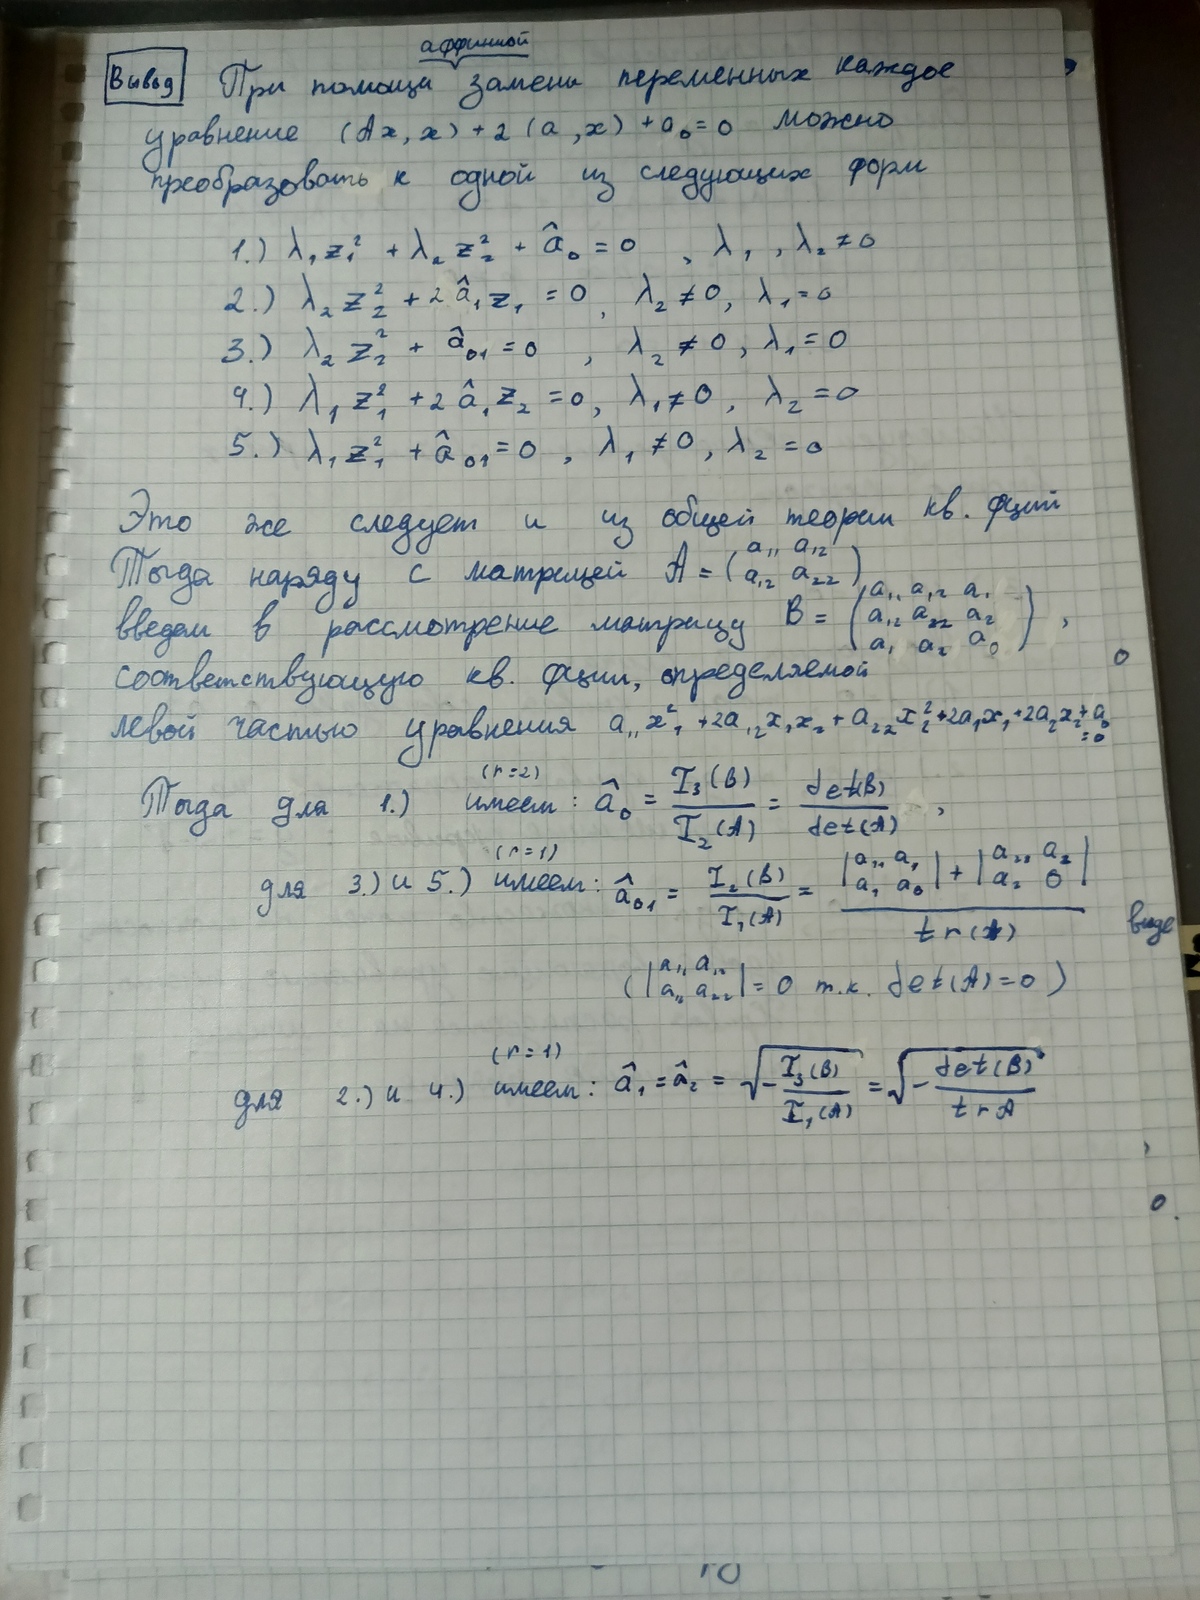 аффинной
Вывод При помощи замены переменных каждое
уравнение (Ax, x) + 2 (a, x) + a₀ = 0 можно
преобразовать к одной из следующих форм
1.) λ₁z₁² + λ₂z₂² + â₀ = 0 , λ₁, λ₂ ≠ 0
2.) λ₂z₂² + 2â₁z₁ = 0, λ₂ ≠ 0, λ₁ = 0
3.) λ₂z₂² + â₀₁ = 0 , λ₂ ≠ 0, λ₁ = 0
4.) λ₁z₁² + 2â₁z₂ = 0, λ₁ ≠ 0, λ₂ = 0
5.) λ₁z₁² + â₀₁ = 0 , λ₁ ≠ 0, λ₂ = 0
Это же следует и из общей теории кв. фций
Тогда наряду с матрицей A = (a₁₁ a₁₂ / a₁₂ a₂₂)
введем в рассмотрение матрицу B = (a₁₁ a₁₂ a₁ / a₁₂ a₂₂ a₂ / a₁ a₂ a₀) ,
соответствующую кв. фции, определяемой
левой частью уравнения a₁₁x₁² + 2a₁₂x₁x₂ + a₂₂x₂² + 2a₁x₁ + 2a₂x₂ + a₀ = 0
Тогда для 1.) (r=2) имеем: â₀ = I₃(B) / I₂(A) = det(B) / det(A) ,
для 3.) и 5.) (r=1) имеем: â₀₁ = I₂(B) / I₁(A) = (|a₁₁ a₁ / a₁ a₀| + |a₂₂ a₂ / a₂ 0|) / tr(A)
виде
(|a₁₁ a₁₂ / a₁₂ a₂₂| = 0 т.к. det(A) = 0)
для 2.) и 4.) (r=1) имеем: â₁ = â₂ = √(- I₃(B) / I₁(A)) = √(- det(B) / tr A)